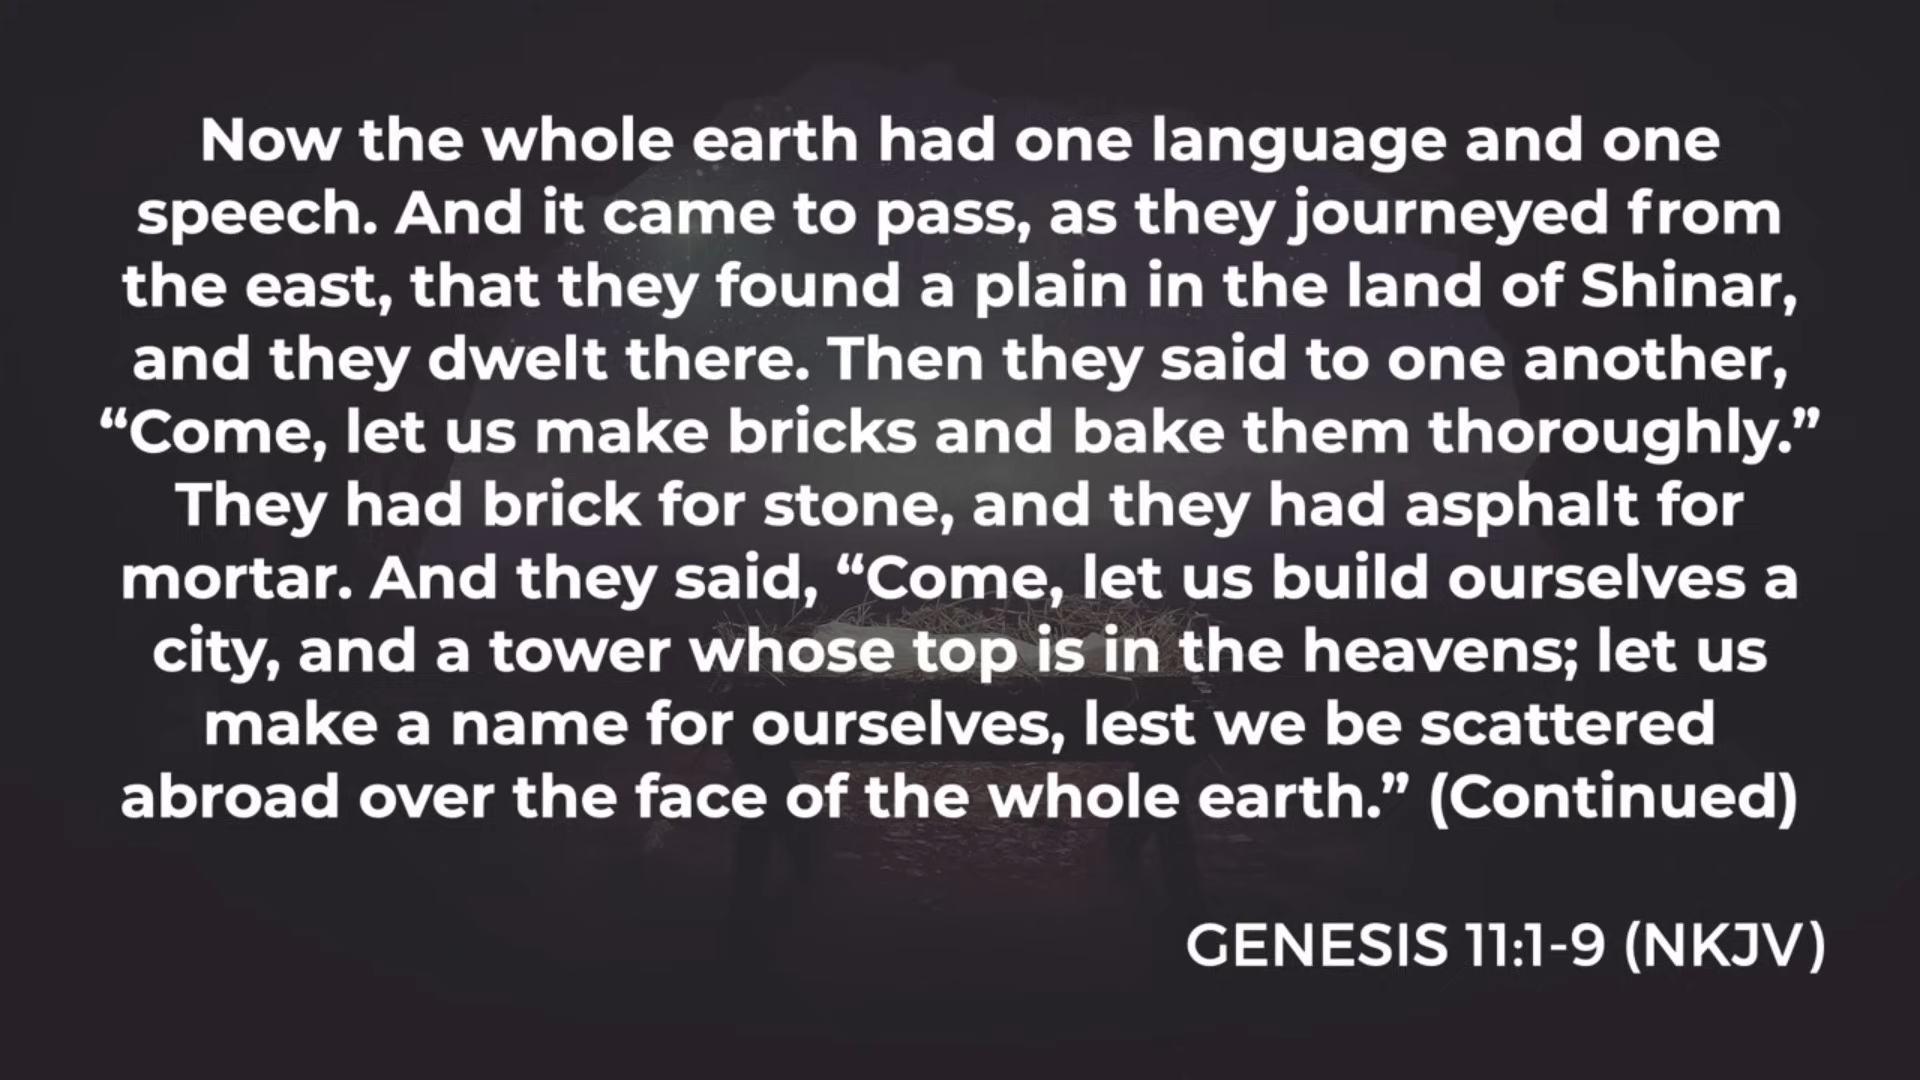 Now the whole earth had one language and one
speech. And it came to pass, as they journeyed from
the east, that they found a plain in the land of Shinar,
and they dwelt there. Then they said to one another,
“Come, let us make bricks and bake them thoroughly.”
They had brick for stone, and they had asphalt for
mortar. And they said, “Come, let us build ourselves a
city, and a tower whose top is in the heavens; let us
make a name for ourselves, lest we be scattered
abroad over the face of the whole earth.” (Continued)
GENESIS 11:1-9 (NKJV)